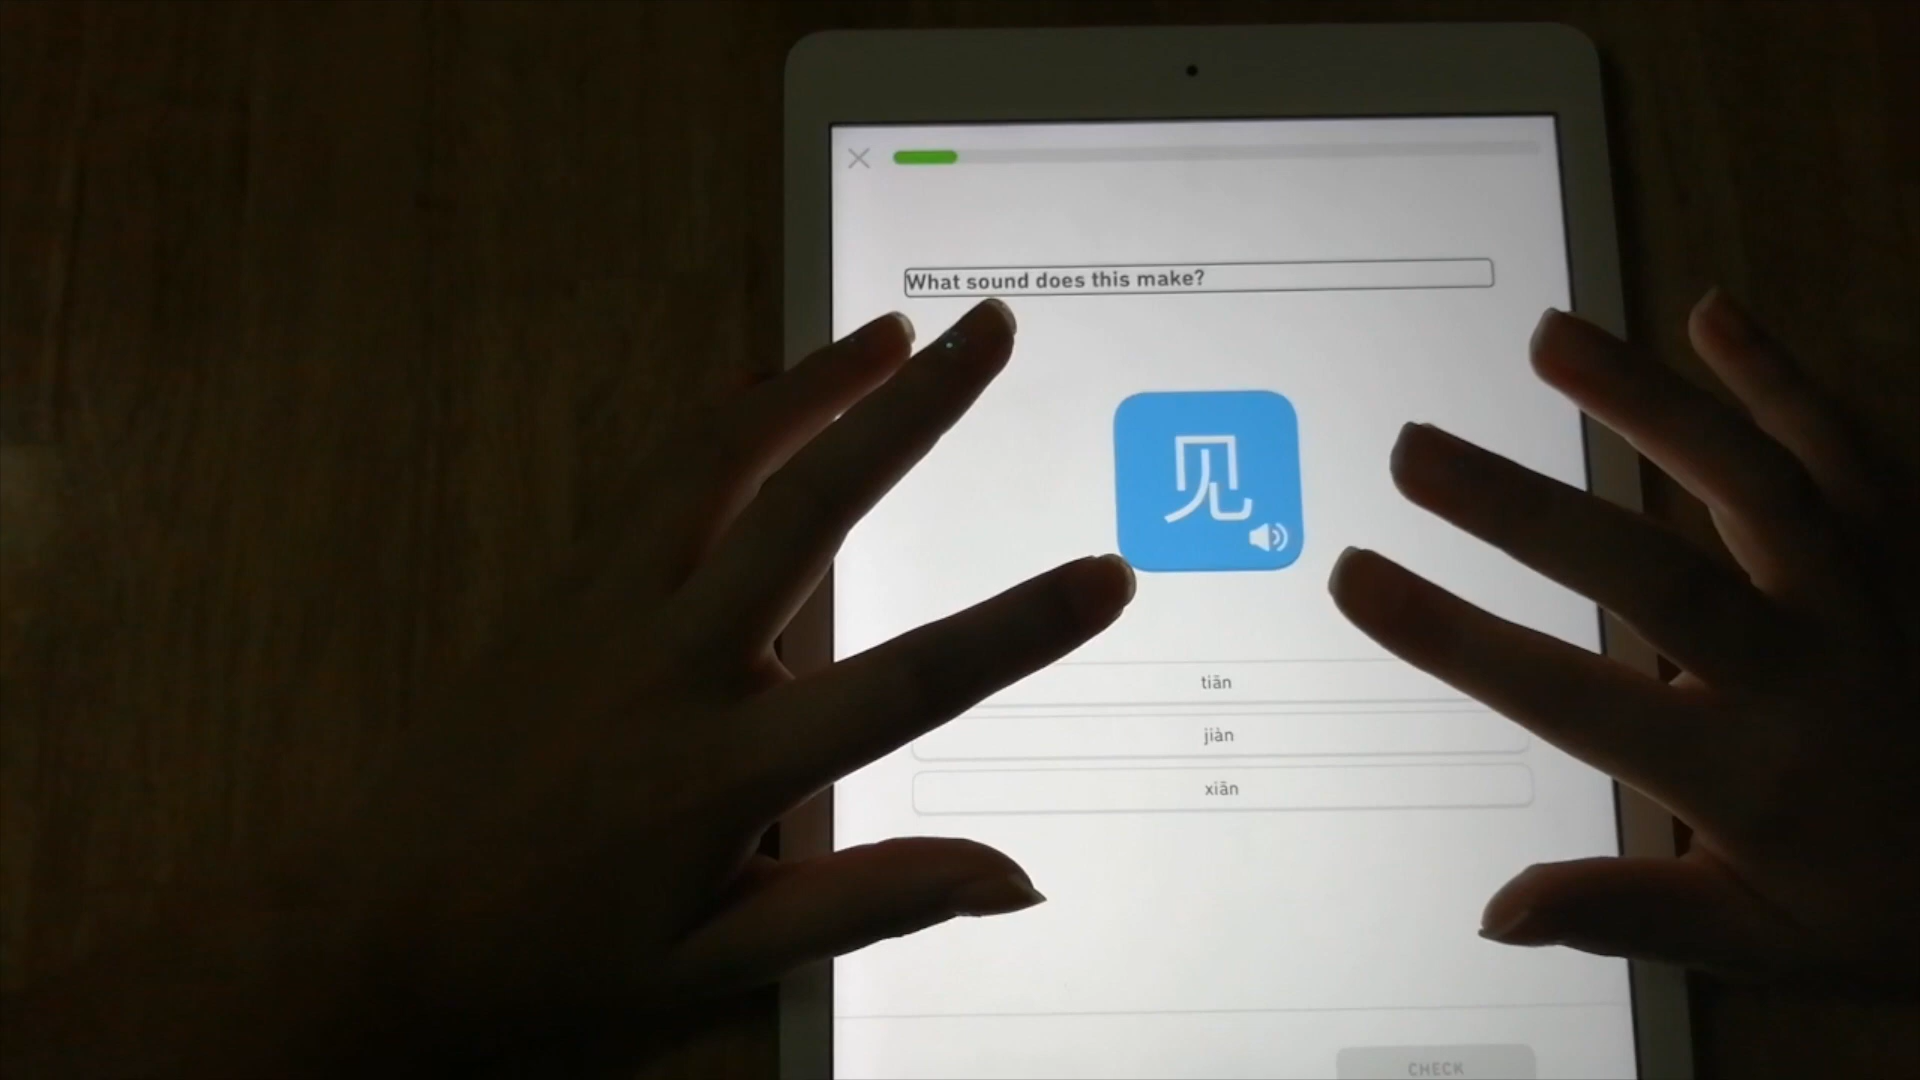 What sound does this make?
见
tiān
jiàn
xiān
CHECK